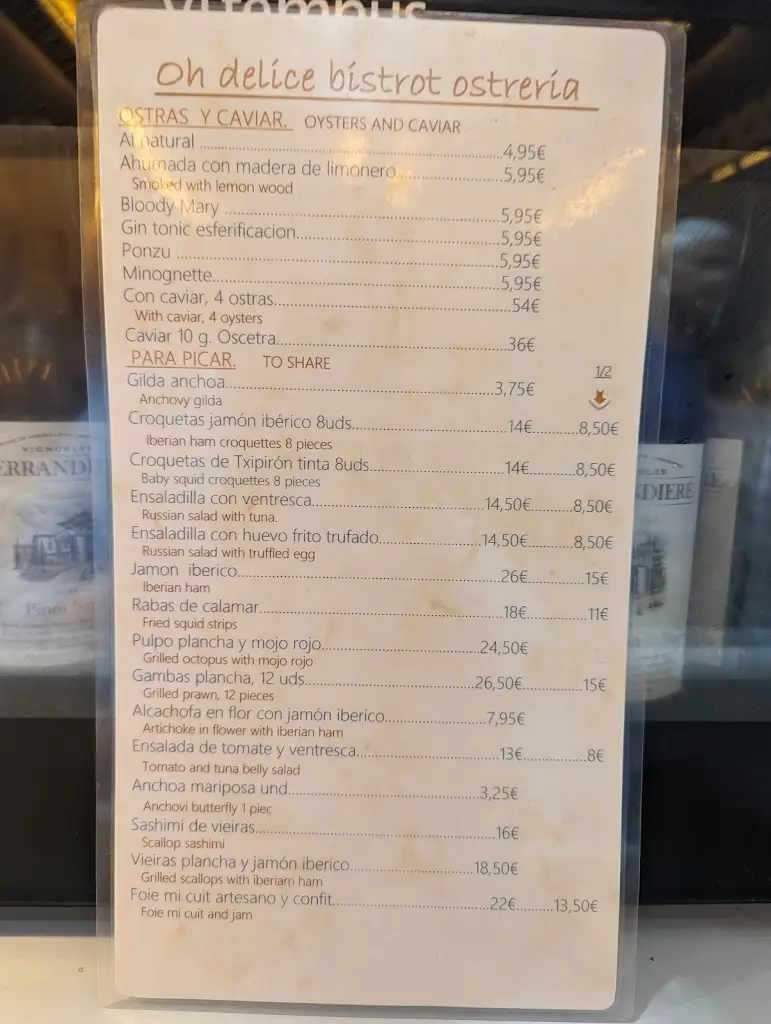 Oh delice bistrot ostrería
OSTRAS Y CAVIAR. OYSTERS AND CAVIAR
Al natural 4,95€
Ahumada con madera de limonero 5,95€
Smoked with lemon wood
Bloody Mary 5,95€
Gin tonic esferificacion 5,95€
Ponzu 5,95€
Minognette 5,95€
Con caviar, 4 ostras 54€
With caviar, 4 oysters
Caviar 10 g. Oscetra 36€
PARA PICAR. TO SHARE 1/2
Gilda anchoa 3,75€
Anchovy gilda
Croquetas jamón ibérico 8uds 14€ 8,50€
Iberian ham croquettes 8 pieces
Croquetas de Txipirón tinta 8uds 14€ 8,50€
Baby squid croquettes 8 pieces
Ensaladilla con ventresca 14,50€ 8,50€
Russian salad with tuna.
Ensaladilla con huevo frito trufado 14,50€ 8,50€
Russian salad with truffled egg
Jamon iberico 26€ 15€
Iberian ham
Rabas de calamar 18€ 11€
Fried squid strips
Pulpo plancha y mojo rojo 24,50€
Grilled octopus with mojo rojo
Gambas plancha, 12 uds 26,50€ 15€
Grilled prawn, 12 pieces
Alcachofa en flor con jamón iberico 7,95€
Artichoke in flower with iberian ham
Ensalada de tomate y ventresca 13€ 8€
Tomato and tuna belly salad
Anchoa mariposa und 3,25€
Anchovi butterfly 1 piec
Sashimi de vieiras 16€
Scallop sashimi
Vieiras plancha y jamón iberico 18,50€
Grilled scallops with iberiam ham
Foie mi cuit artesano y confit 22€ 13,50€
Foie mi cuit and jam